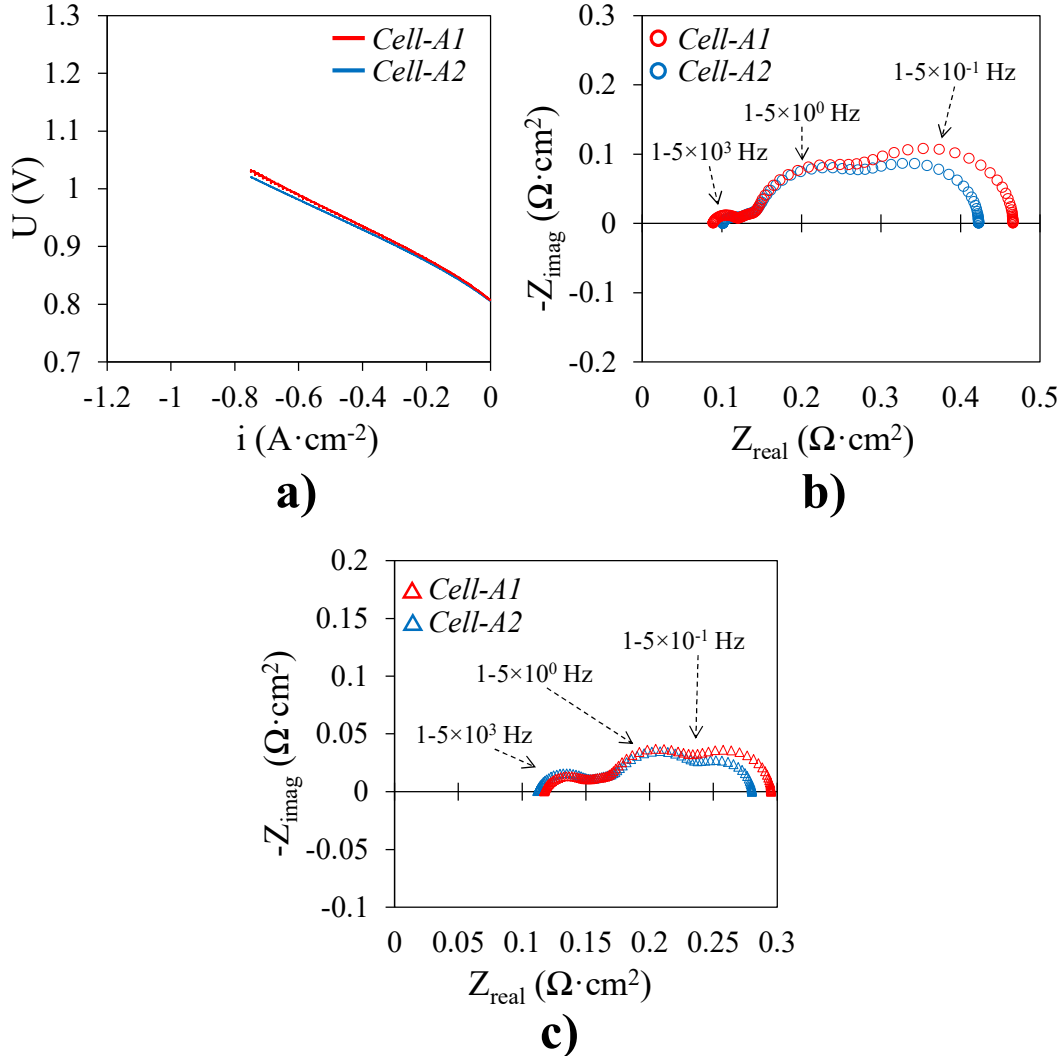 1.3
1.2
1.1
1
0.9
0.8
0.7
U (V)
Cell-A1
Cell-A2
-1.2 -1 -0.8 -0.6 -0.4 -0.2 0
i (A·cm-2)
a)
0.3
0.2
0.1
0
-0.1
-0.2
-Zimag (Ω·cm2)
Cell-A1
Cell-A2
1-5×10-1 Hz
1-5×100 Hz
1-5×103 Hz
0 0.1 0.2 0.3 0.4 0.5
Zreal (Ω·cm2)
b)
0.2
0.15
0.1
0.05
0
-0.05
-0.1
-Zimag (Ω·cm2)
Cell-A1
Cell-A2
1-5×10-1 Hz
1-5×100 Hz
1-5×103 Hz
0 0.05 0.1 0.15 0.2 0.25 0.3
Zreal (Ω·cm2)
c)